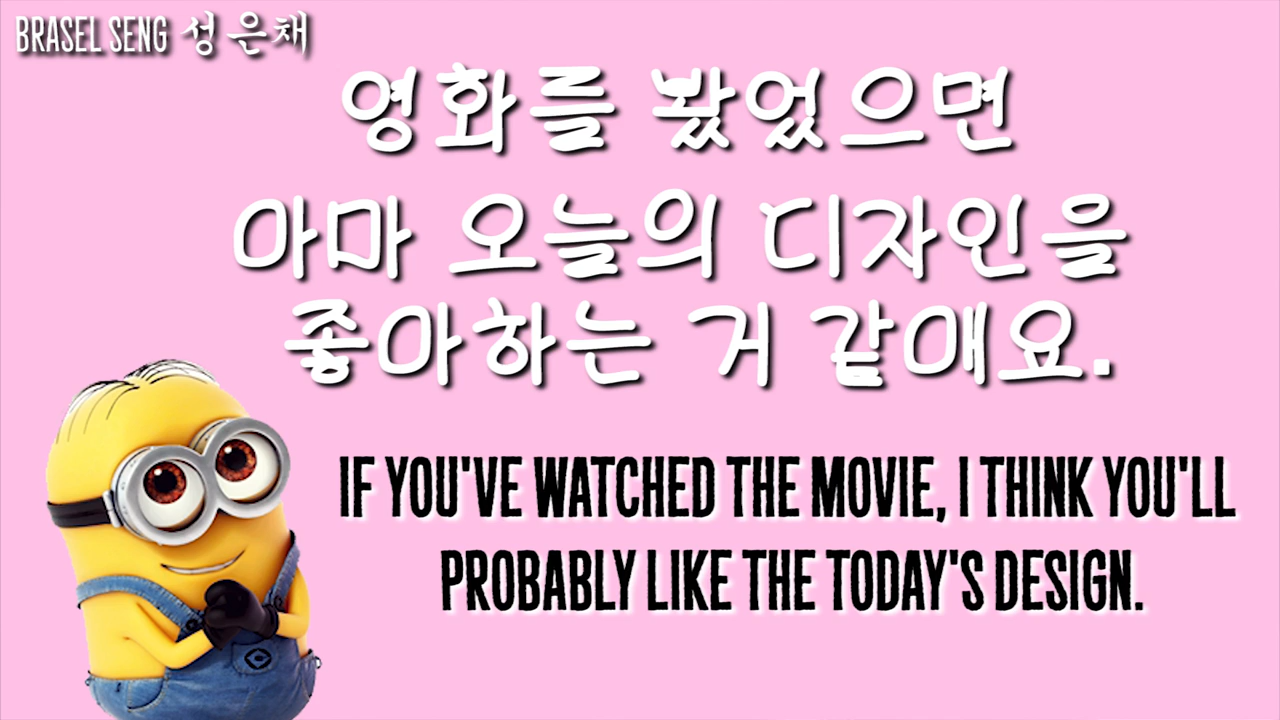 BRASEL SENG 성은채
영화를 봤었으면
아마 오늘의 디자인을
좋아하는 거 같애요.
IF YOU'VE WATCHED THE MOVIE, I THINK YOU'LL
PROBABLY LIKE THE TODAY'S DESIGN.